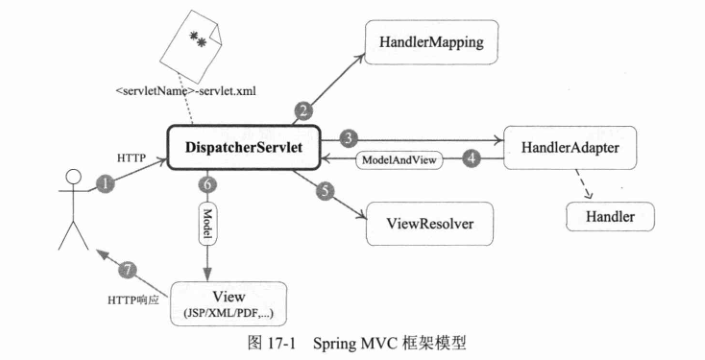 **
HandlerMapping
<servletName>-servlet.xml
2
DispatcherServlet
3
HandlerAdapter
HTTP
ModelAndView
4
1
6
5
Handler
Model
ViewResolver
7
View
HTTP响应
(JSP/XML/PDF,...)
图 17-1 Spring MVC 框架模型